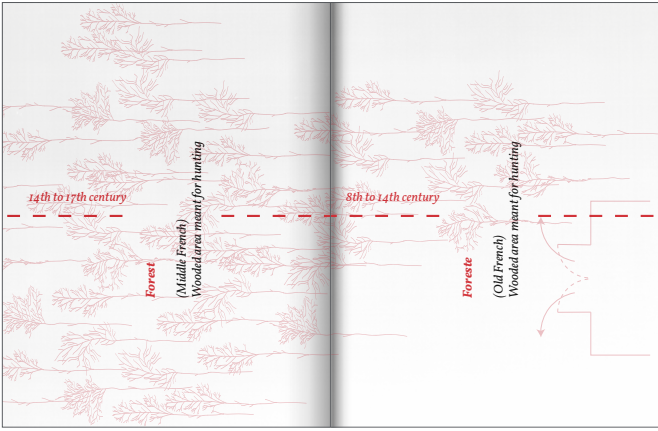 14th to 17th century
Forest
(Middle French)
Wooded area meant for hunting
8th to 14th century
Foreste
(Old French)
Wooded area meant for hunting